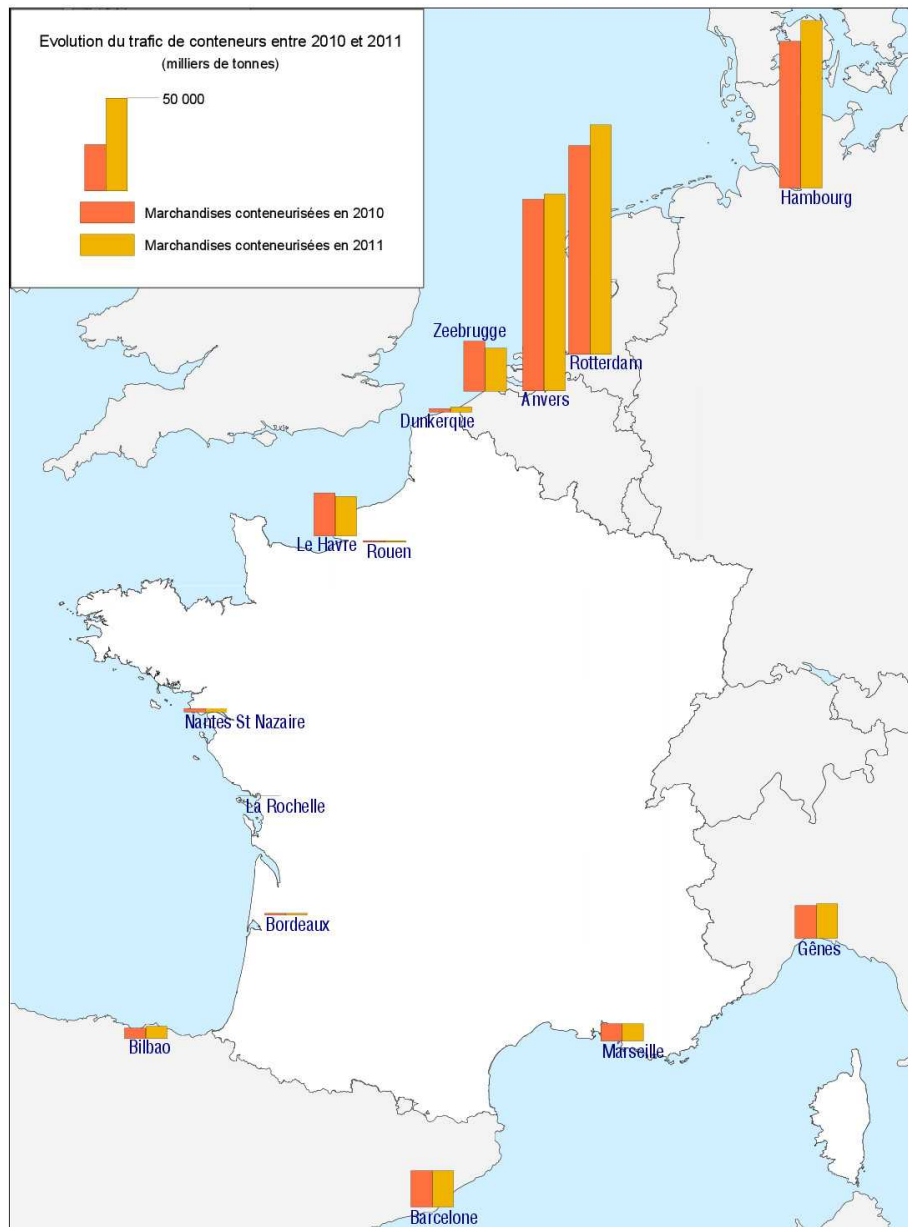 Evolution du trafic de conteneurs entre 2010 et 2011
(milliers de tonnes)
50 000
Marchandises conteneurisées en 2010
Marchandises conteneurisées en 2011
Hambourg
Zeebrugge
Rotterdam
Anvers
Dunkerque
Le Havre
Rouen
Nantes St Nazaire
La Rochelle
Bordeaux
Gênes
Bilbao
Marseille
Barcelone